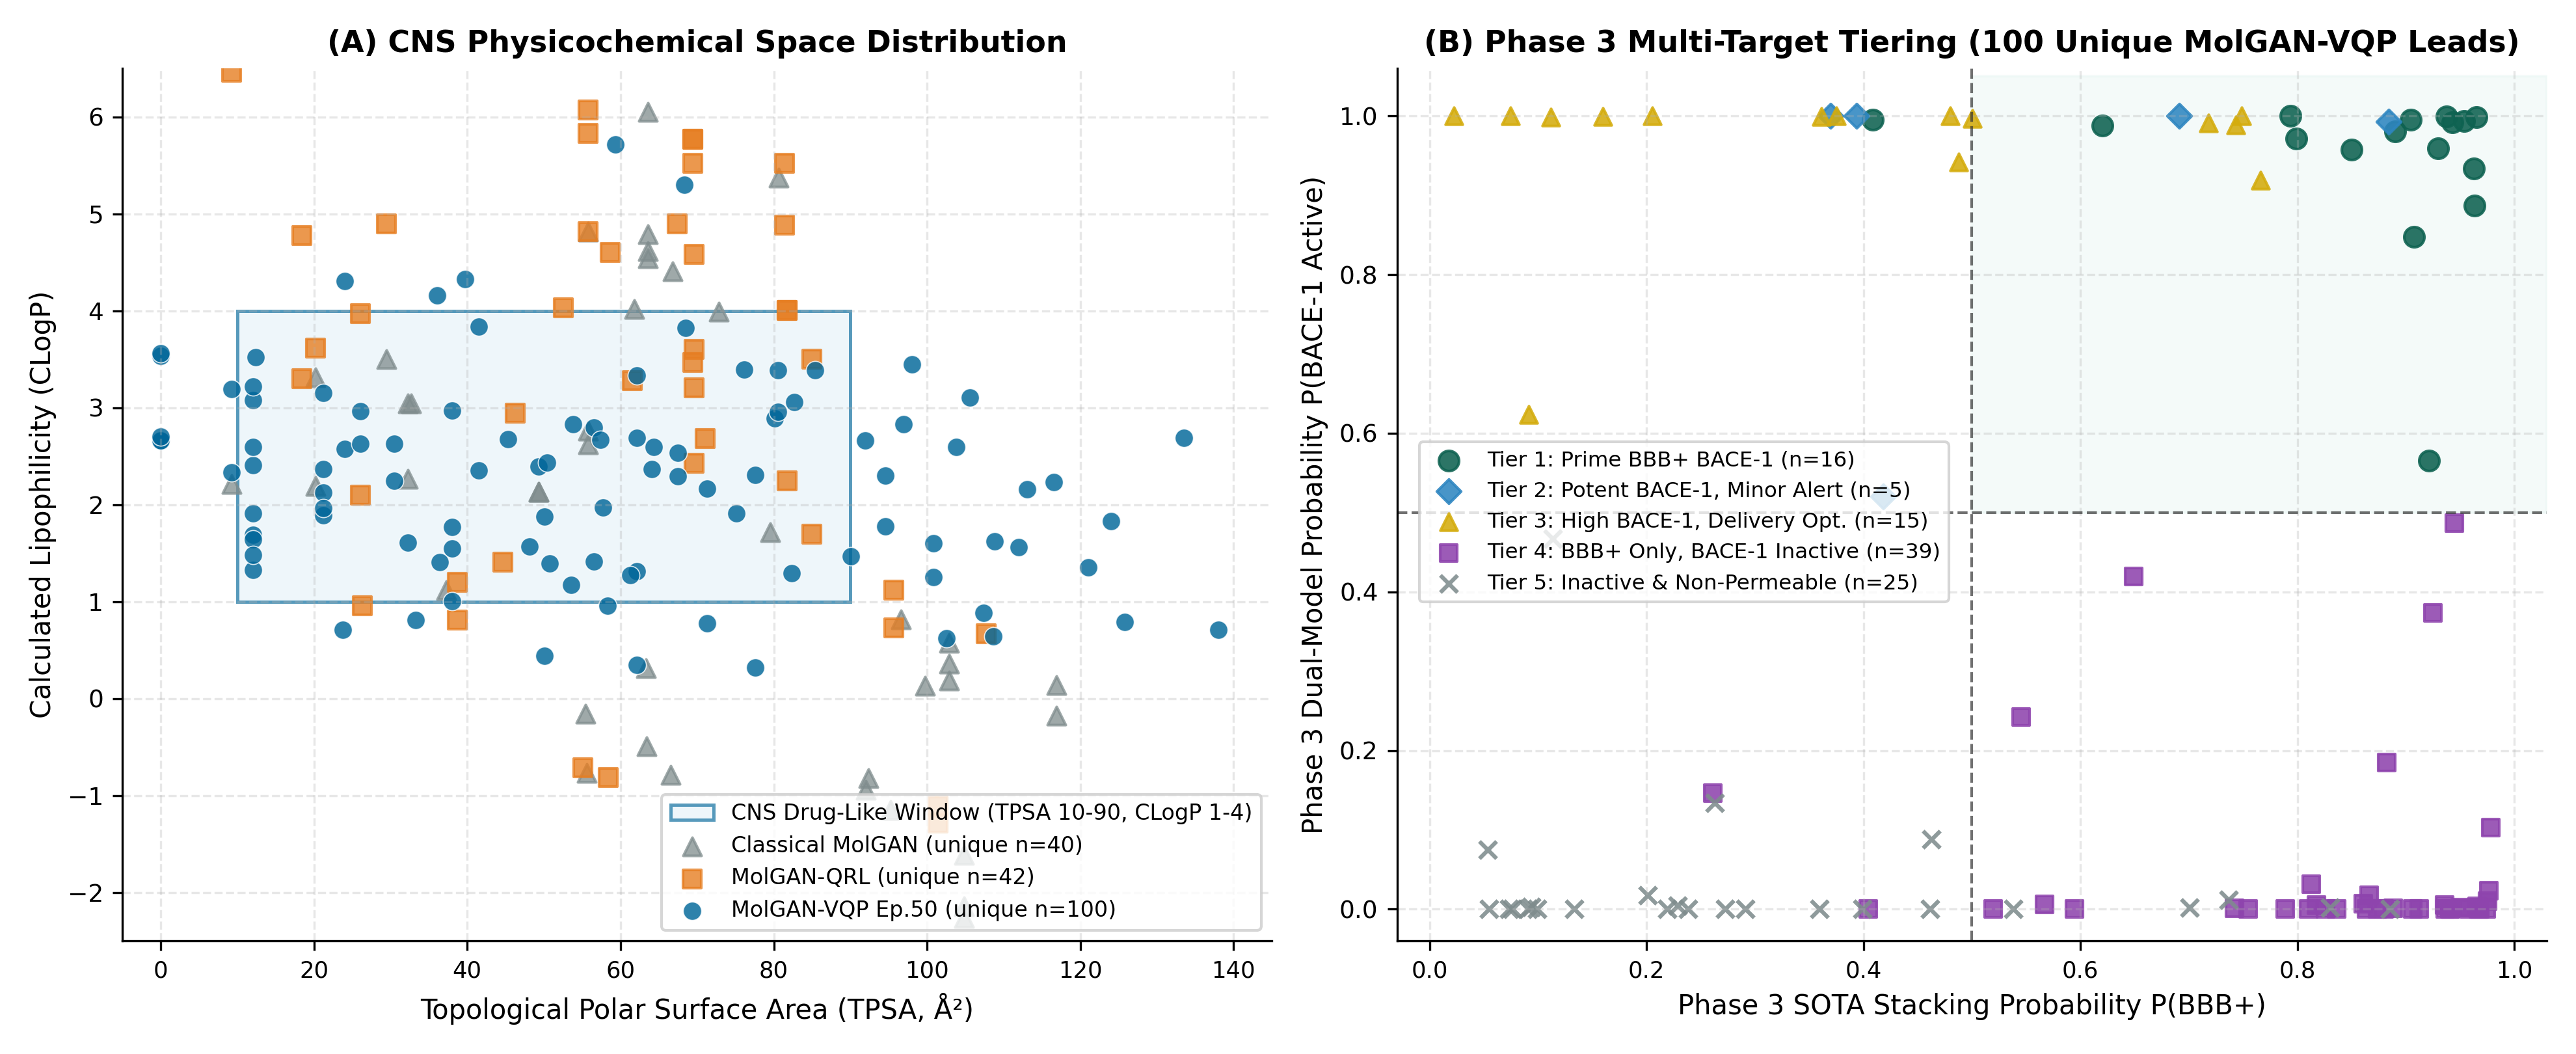 (A) CNS Physicochemical Space Distribution
Calculated Lipophilicity (CLogP)
6
5
4
3
2
1
0
−1
−2
CNS Drug-Like Window (TPSA 10-90, CLogP 1-4)
Classical MolGAN (unique n=40)
MolGAN-QRL (unique n=42)
MolGAN-VQP Ep.50 (unique n=100)
0 20 40 60 80 100 120 140
Topological Polar Surface Area (TPSA, Å²)
(B) Phase 3 Multi-Target Tiering (100 Unique MolGAN-VQP Leads)
Phase 3 Dual-Model Probability P(BACE-1 Active)
1.0
0.8
0.6
0.4
0.2
0.0
Tier 1: Prime BBB+ BACE-1 (n=16)
Tier 2: Potent BACE-1, Minor Alert (n=5)
Tier 3: High BACE-1, Delivery Opt. (n=15)
Tier 4: BBB+ Only, BACE-1 Inactive (n=39)
Tier 5: Inactive & Non-Permeable (n=25)
0.0 0.2 0.4 0.6 0.8 1.0
Phase 3 SOTA Stacking Probability P(BBB+)